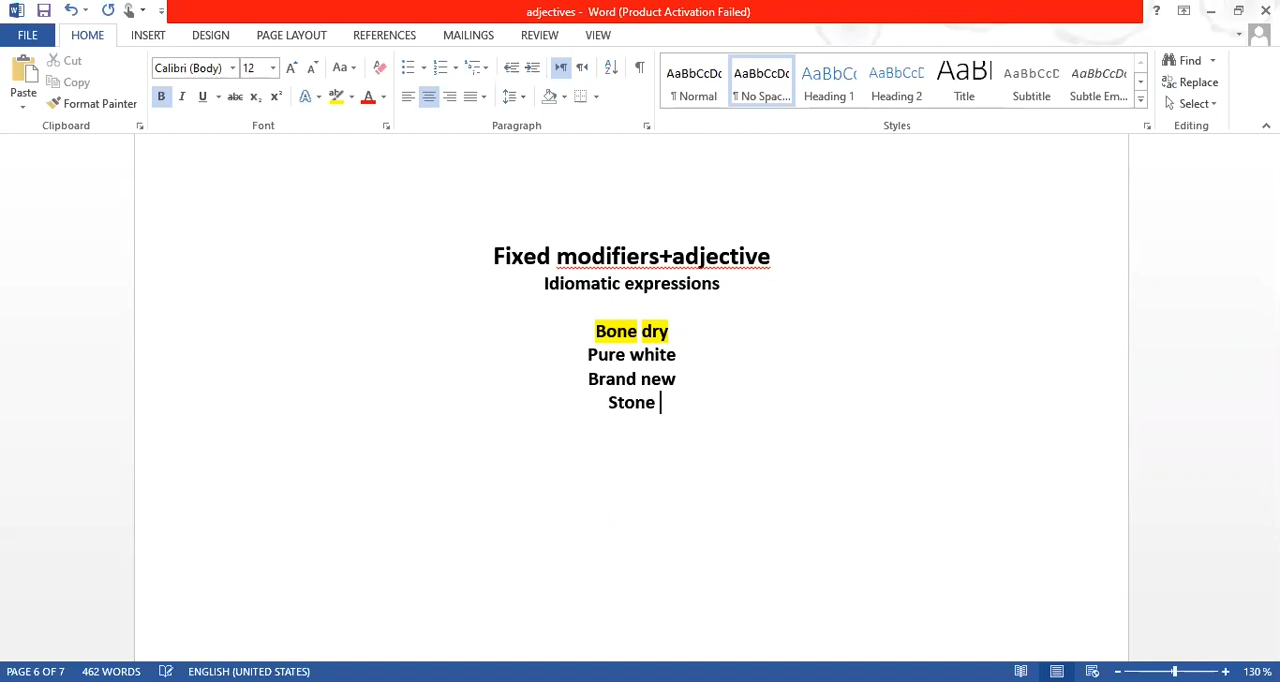 adjectives - Word (Product Activation Failed)
FILE HOME INSERT DESIGN PAGE LAYOUT REFERENCES MAILINGS REVIEW VIEW
Paste
Cut
Copy
Format Painter
Clipboard
Calibri (Body) 12
Font
Paragraph
AaBbCcDc AaBbCcDc AaBbCc AaBbCcD AaB AaBbCcD AaBbCcDc
¶ Normal ¶ No Spac... Heading 1 Heading 2 Title Subtitle Subtle Em...
Styles
Find
Replace
Select
Editing
Fixed modifiers+adjective
Idiomatic expressions
Bone dry
Pure white
Brand new
Stone
PAGE 6 OF 7 462 WORDS ENGLISH (UNITED STATES) 130 %